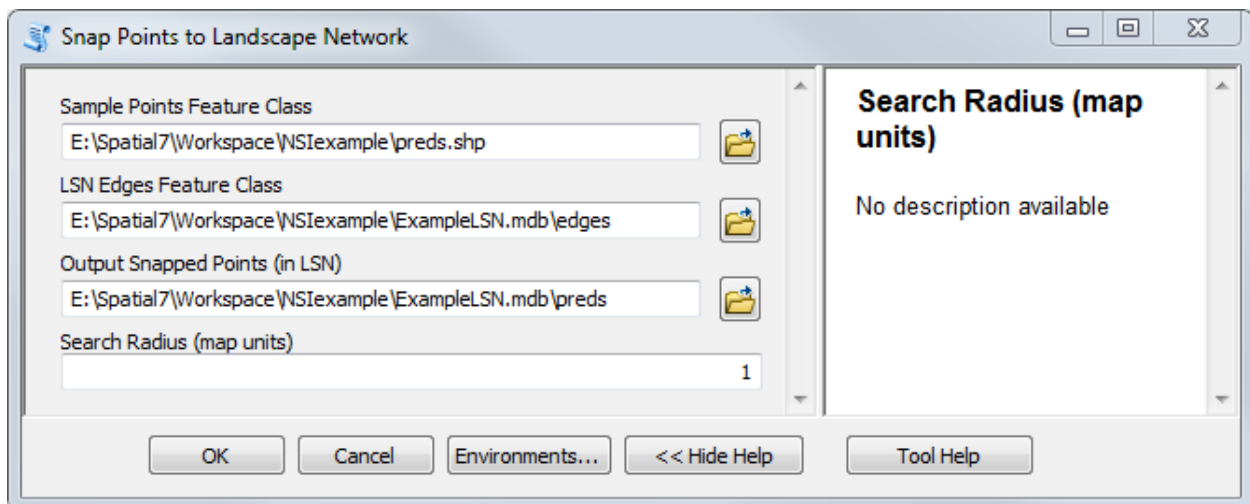 Snap Points to Landscape Network
Sample Points Feature Class
E:\Spatial7\Workspace\NSIexample\preds.shp
LSN Edges Feature Class
E:\Spatial7\Workspace\NSIexample\ExampleLSN.mdb\edges
Output Snapped Points (in LSN)
E:\Spatial7\Workspace\NSIexample\ExampleLSN.mdb\preds
Search Radius (map units)
1
Search Radius (map
units)
No description available
OK
Cancel
Environments...
<< Hide Help
Tool Help